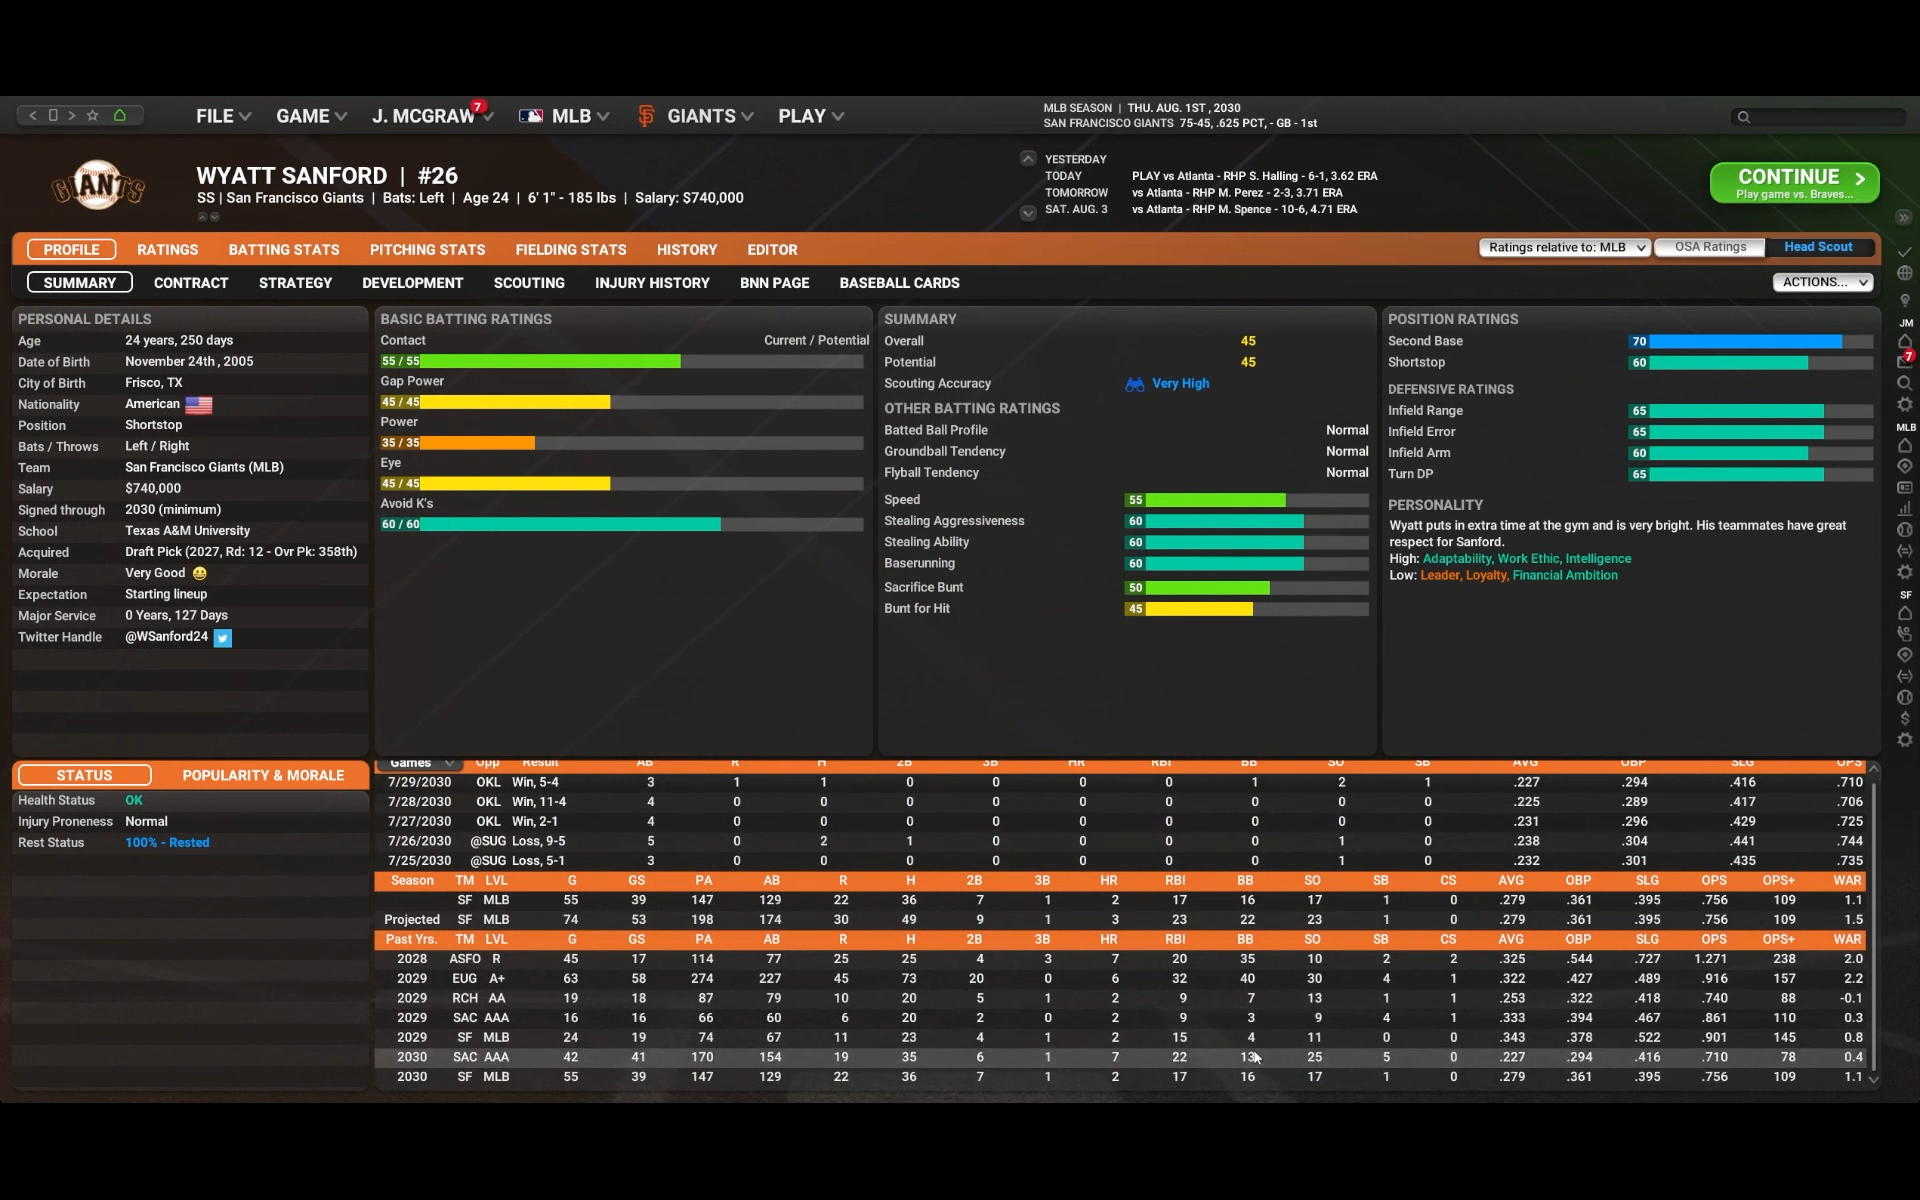 FILE GAME J. MCGRAW 7 MLB GIANTS PLAY
MLB SEASON | THU. AUG. 1ST , 2030
SAN FRANCISCO GIANTS 75-45, .625 PCT, - GB - 1st
GIANTS
WYATT SANFORD | #26
SS | San Francisco Giants | Bats: Left | Age 24 | 6' 1" - 185 lbs | Salary: $740,000
YESTERDAY
TODAY PLAY vs Atlanta - RHP S. Halling - 6-1, 3.62 ERA
TOMORROW vs Atlanta - RHP M. Perez - 2-3, 3.71 ERA
SAT. AUG. 3 vs Atlanta - RHP M. Spence - 10-6, 4.71 ERA
CONTINUE
Play game vs. Braves...
PROFILE RATINGS BATTING STATS PITCHING STATS FIELDING STATS HISTORY EDITOR
Ratings relative to: MLB OSA Ratings Head Scout
SUMMARY CONTRACT STRATEGY DEVELOPMENT SCOUTING INJURY HISTORY BNN PAGE BASEBALL CARDS
ACTIONS...
PERSONAL DETAILS
Age 24 years, 250 days
Date of Birth November 24th , 2005
City of Birth Frisco, TX
Nationality American
Position Shortstop
Bats / Throws Left / Right
Team San Francisco Giants (MLB)
Salary $740,000
Signed through 2030 (minimum)
School Texas A&M University
Acquired Draft Pick (2027, Rd: 12 - Ovr Pk: 358th)
Morale Very Good
Expectation Starting lineup
Major Service 0 Years, 127 Days
Twitter Handle @WSanford24
BASIC BATTING RATINGS
Contact Current / Potential
55 / 55
Gap Power
45 / 45
Power
35 / 35
Eye
45 / 45
Avoid K's
60 / 60
SUMMARY
Overall 45
Potential 45
Scouting Accuracy Very High
OTHER BATTING RATINGS
Batted Ball Profile Normal
Groundball Tendency Normal
Flyball Tendency Normal
Speed 55
Stealing Aggressiveness 60
Stealing Ability 60
Baserunning 60
Sacrifice Bunt 50
Bunt for Hit 45
POSITION RATINGS
Second Base 70
Shortstop 60
DEFENSIVE RATINGS
Infield Range 65
Infield Error 65
Infield Arm 60
Turn DP 65
PERSONALITY
Wyatt puts in extra time at the gym and is very bright. His teammates have great
respect for Sanford.
High: Adaptability, Work Ethic, Intelligence
Low: Leader, Loyalty, Financial Ambition
JM
7
MLB
SF
STATUS POPULARITY & MORALE
Health Status OK
Injury Proneness Normal
Rest Status 100% - Rested
Games Opp Result AB R H 2B 3B HR RBI BB SO SB AVG OBP SLG OPS
7/29/2030 OKL Win, 5-4 3 1 1 0 0 0 0 1 2 1 .227 .294 .416 .710
7/28/2030 OKL Win, 11-4 4 0 0 0 0 0 0 0 0 0 .225 .289 .417 .706
7/27/2030 OKL Win, 2-1 4 0 0 0 0 0 0 0 0 0 .231 .296 .429 .725
7/26/2030 @SUG Loss, 9-5 5 0 2 1 0 0 0 0 1 0 .238 .304 .441 .744
7/25/2030 @SUG Loss, 5-1 3 0 0 0 0 0 0 0 1 0 .232 .301 .435 .735
Season TM LVL G GS PA AB R H 2B 3B HR RBI BB SO SB CS AVG OBP SLG OPS OPS+ WAR
SF MLB 55 39 147 129 22 36 7 1 2 17 16 17 1 0 .279 .361 .395 .756 109 1.1
Projected SF MLB 74 53 198 174 30 49 9 1 3 23 22 23 1 0 .279 .361 .395 .756 109 1.5
Past Yrs. TM LVL G GS PA AB R H 2B 3B HR RBI BB SO SB CS AVG OBP SLG OPS OPS+ WAR
2028 ASFO R 45 17 114 77 25 25 4 3 7 20 35 10 2 2 .325 .544 .727 1.271 238 2.0
2029 EUG A+ 63 58 274 227 45 73 20 0 6 32 40 30 4 1 .322 .427 .489 .916 157 2.2
2029 RCH AA 19 18 87 79 10 20 5 1 2 9 7 13 1 1 .253 .322 .418 .740 88 -0.1
2029 SAC AAA 16 16 66 60 6 20 2 0 2 9 3 9 4 1 .333 .394 .467 .861 110 0.3
2029 SF MLB 24 19 74 67 11 23 4 1 2 15 4 11 0 0 .343 .378 .522 .901 145 0.8
2030 SAC AAA 42 41 170 154 19 35 6 1 7 22 13 25 5 0 .227 .294 .416 .710 78 0.4
2030 SF MLB 55 39 147 129 22 36 7 1 2 17 16 17 1 0 .279 .361 .395 .756 109 1.1